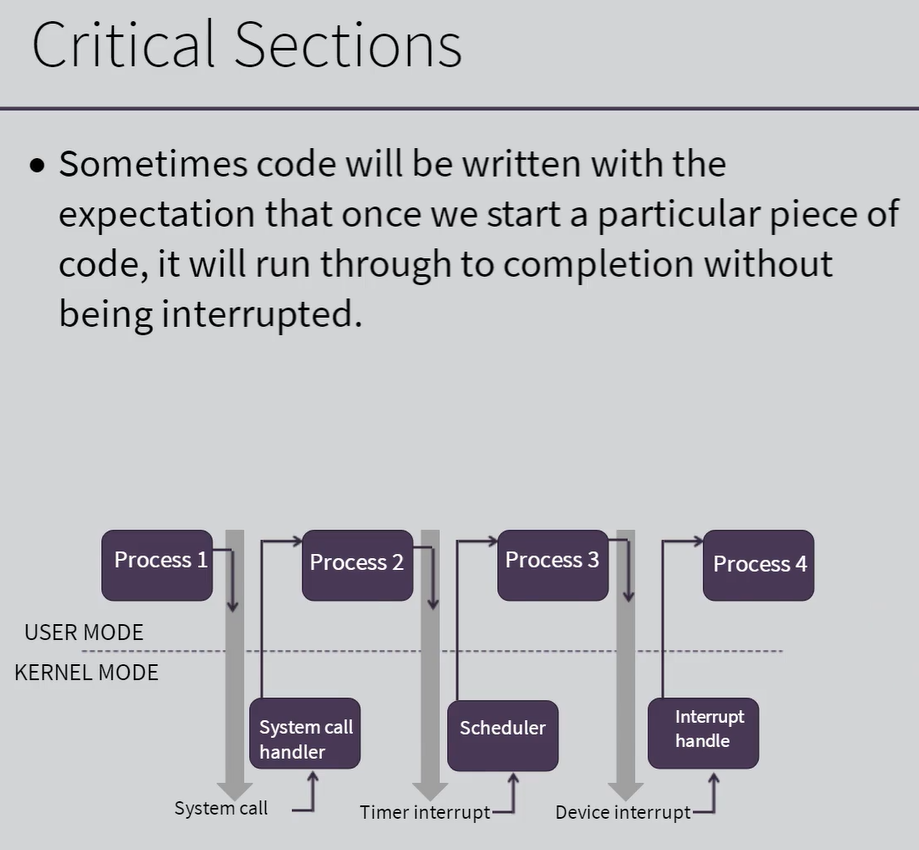 Critical Sections
• Sometimes code will be written with the
expectation that once we start a particular piece of
code, it will run through to completion without
being interrupted.
Process 1
Process 2
Process 3
Process 4
USER MODE
KERNEL MODE
System call
handler
Scheduler
Interrupt
handle
System call
Timer interrupt
Device interrupt